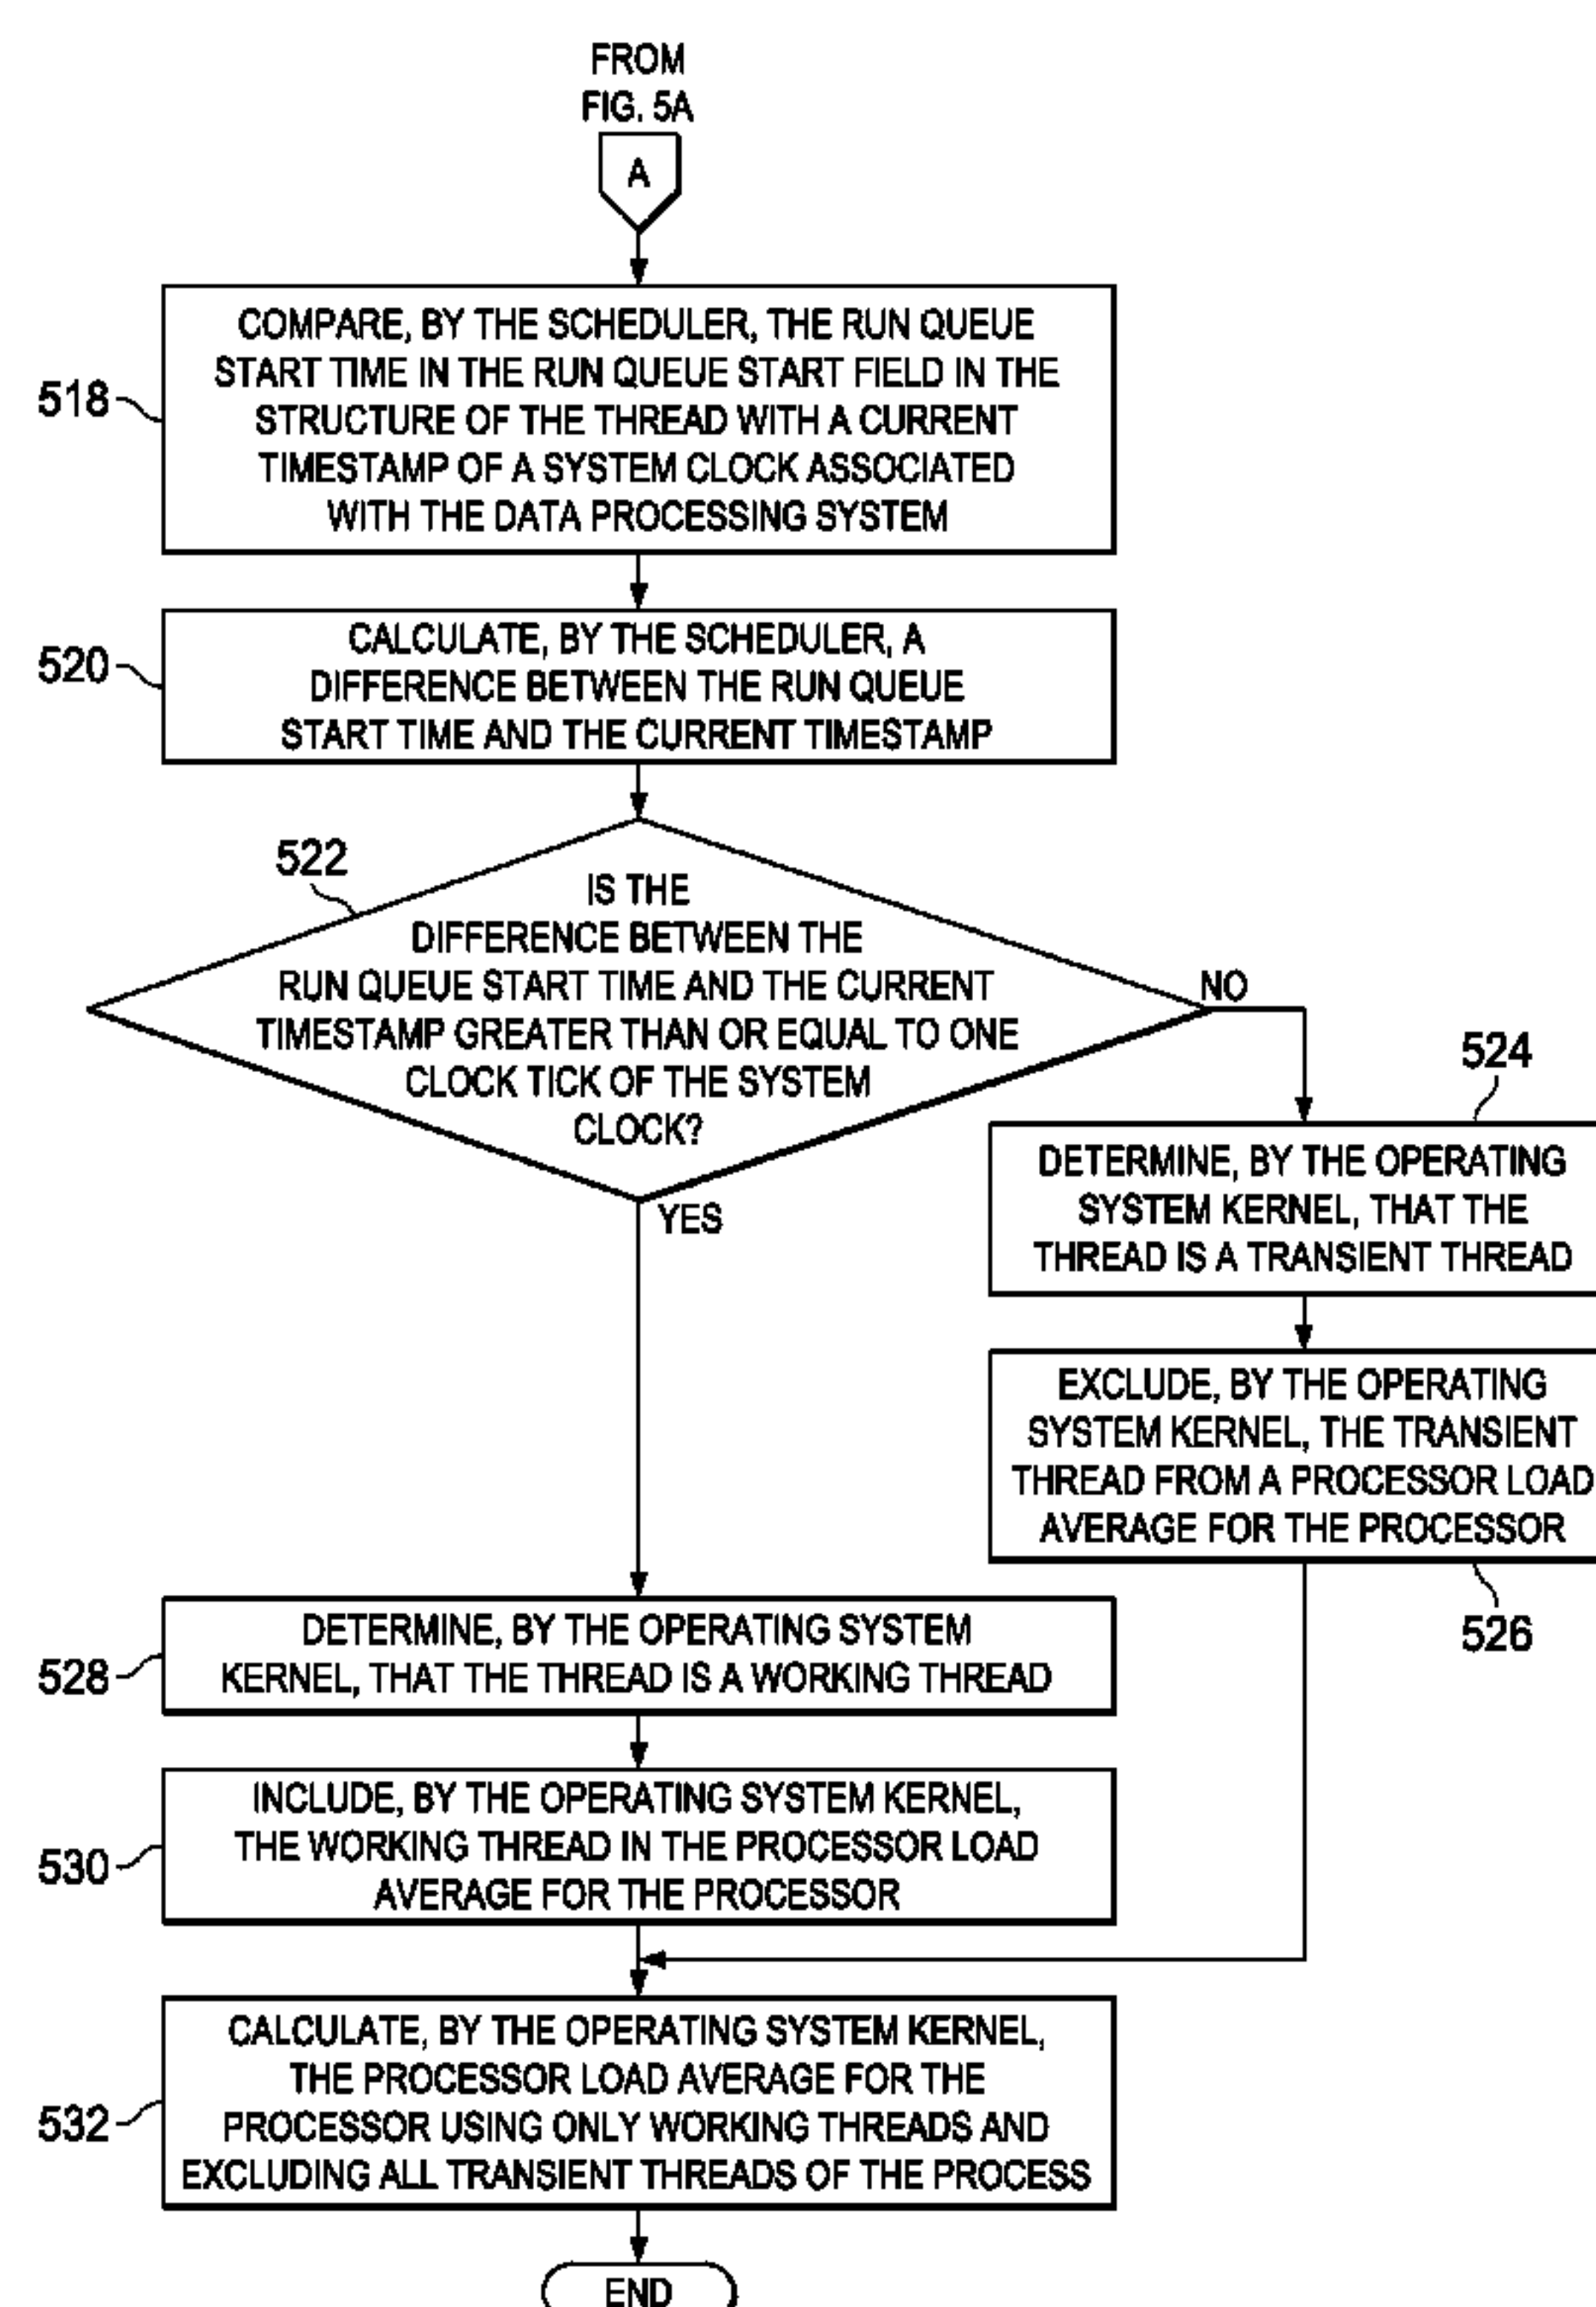 FROM
FIG. 5A
A
518
COMPARE, BY THE SCHEDULER, THE RUN QUEUE
START TIME IN THE RUN QUEUE START FIELD IN THE
STRUCTURE OF THE THREAD WITH A CURRENT
TIMESTAMP OF A SYSTEM CLOCK ASSOCIATED
WITH THE DATA PROCESSING SYSTEM
520
CALCULATE, BY THE SCHEDULER, A
DIFFERENCE BETWEEN THE RUN QUEUE
START TIME AND THE CURRENT TIMESTAMP
522
IS THE
DIFFERENCE BETWEEN THE
RUN QUEUE START TIME AND THE CURRENT
TIMESTAMP GREATER THAN OR EQUAL TO ONE
CLOCK TICK OF THE SYSTEM
CLOCK?
NO
YES
524
DETERMINE, BY THE OPERATING
SYSTEM KERNEL, THAT THE
THREAD IS A TRANSIENT THREAD
EXCLUDE, BY THE OPERATING
SYSTEM KERNEL, THE TRANSIENT
THREAD FROM A PROCESSOR LOAD
AVERAGE FOR THE PROCESSOR
526
528
DETERMINE, BY THE OPERATING SYSTEM
KERNEL, THAT THE THREAD IS A WORKING THREAD
530
INCLUDE, BY THE OPERATING SYSTEM KERNEL,
THE WORKING THREAD IN THE PROCESSOR LOAD
AVERAGE FOR THE PROCESSOR
532
CALCULATE, BY THE OPERATING SYSTEM KERNEL,
THE PROCESSOR LOAD AVERAGE FOR THE
PROCESSOR USING ONLY WORKING THREADS AND
EXCLUDING ALL TRANSIENT THREADS OF THE PROCESS
END